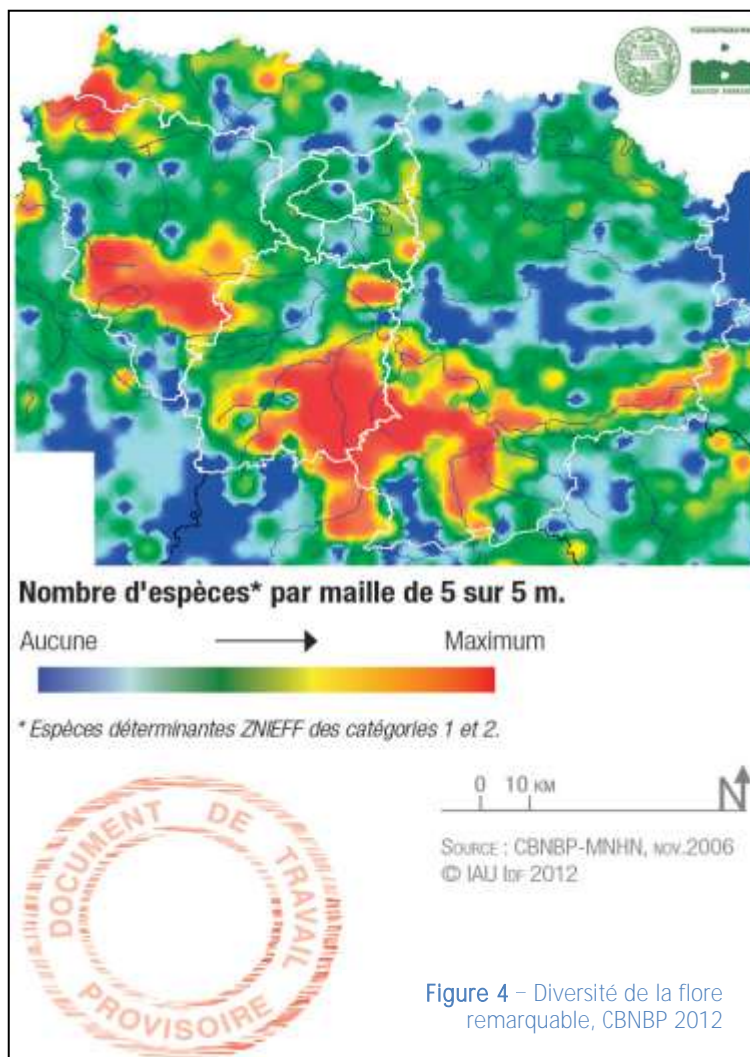 Nombre d'espèces* par maille de 5 sur 5 m.
Aucune
Maximum
* Espèces déterminantes ZNIEFF des catégories 1 et 2.
DOCUMENT DE TRAVAIL
PROVISOIRE
0 10 KM
N
SOURCE : CBNBP-MNHN, NOV.2006
© IAU IDF 2012
Figure 4 – Diversité de la flore
remarquable, CBNBP 2012